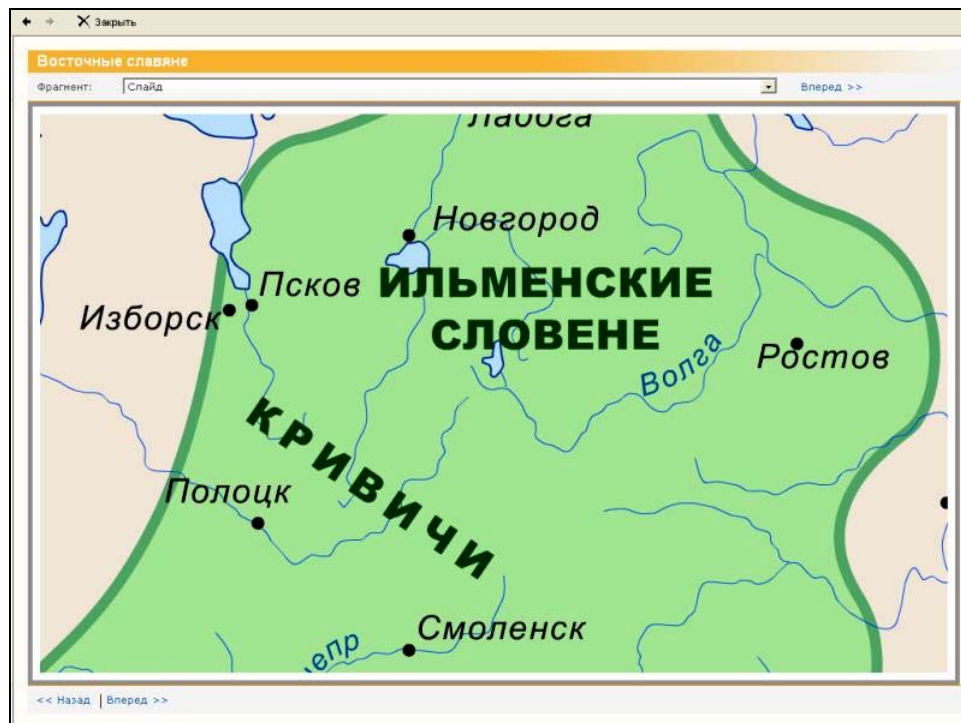 Закрыть
Восточные славяне
Фрагмент: Слайд Вперед >>
Ладога
Новгород
Псков
ИЛЬМЕНСКИЕ
СЛОВЕНЕ
Изборск
Волга
Ростов
КРИВИЧИ
Полоцк
Смоленск
непр
<< Назад | Вперед >>